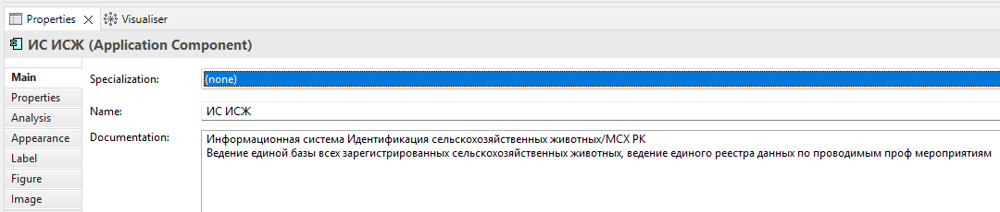 Properties
Visualiser
ИС ИСЖ (Application Component)
Main
Specialization:
(none)
Properties
Name:
ИС ИСЖ
Analysis
Appearance
Documentation:
Информационная система Идентификация сельскохозяйственных животных/МСХ РК
Ведение единой базы всех зарегистрированных сельскохозяйственных животных, ведение единого реестра данных по проводимым проф мероприятиям
Label
Figure
Image